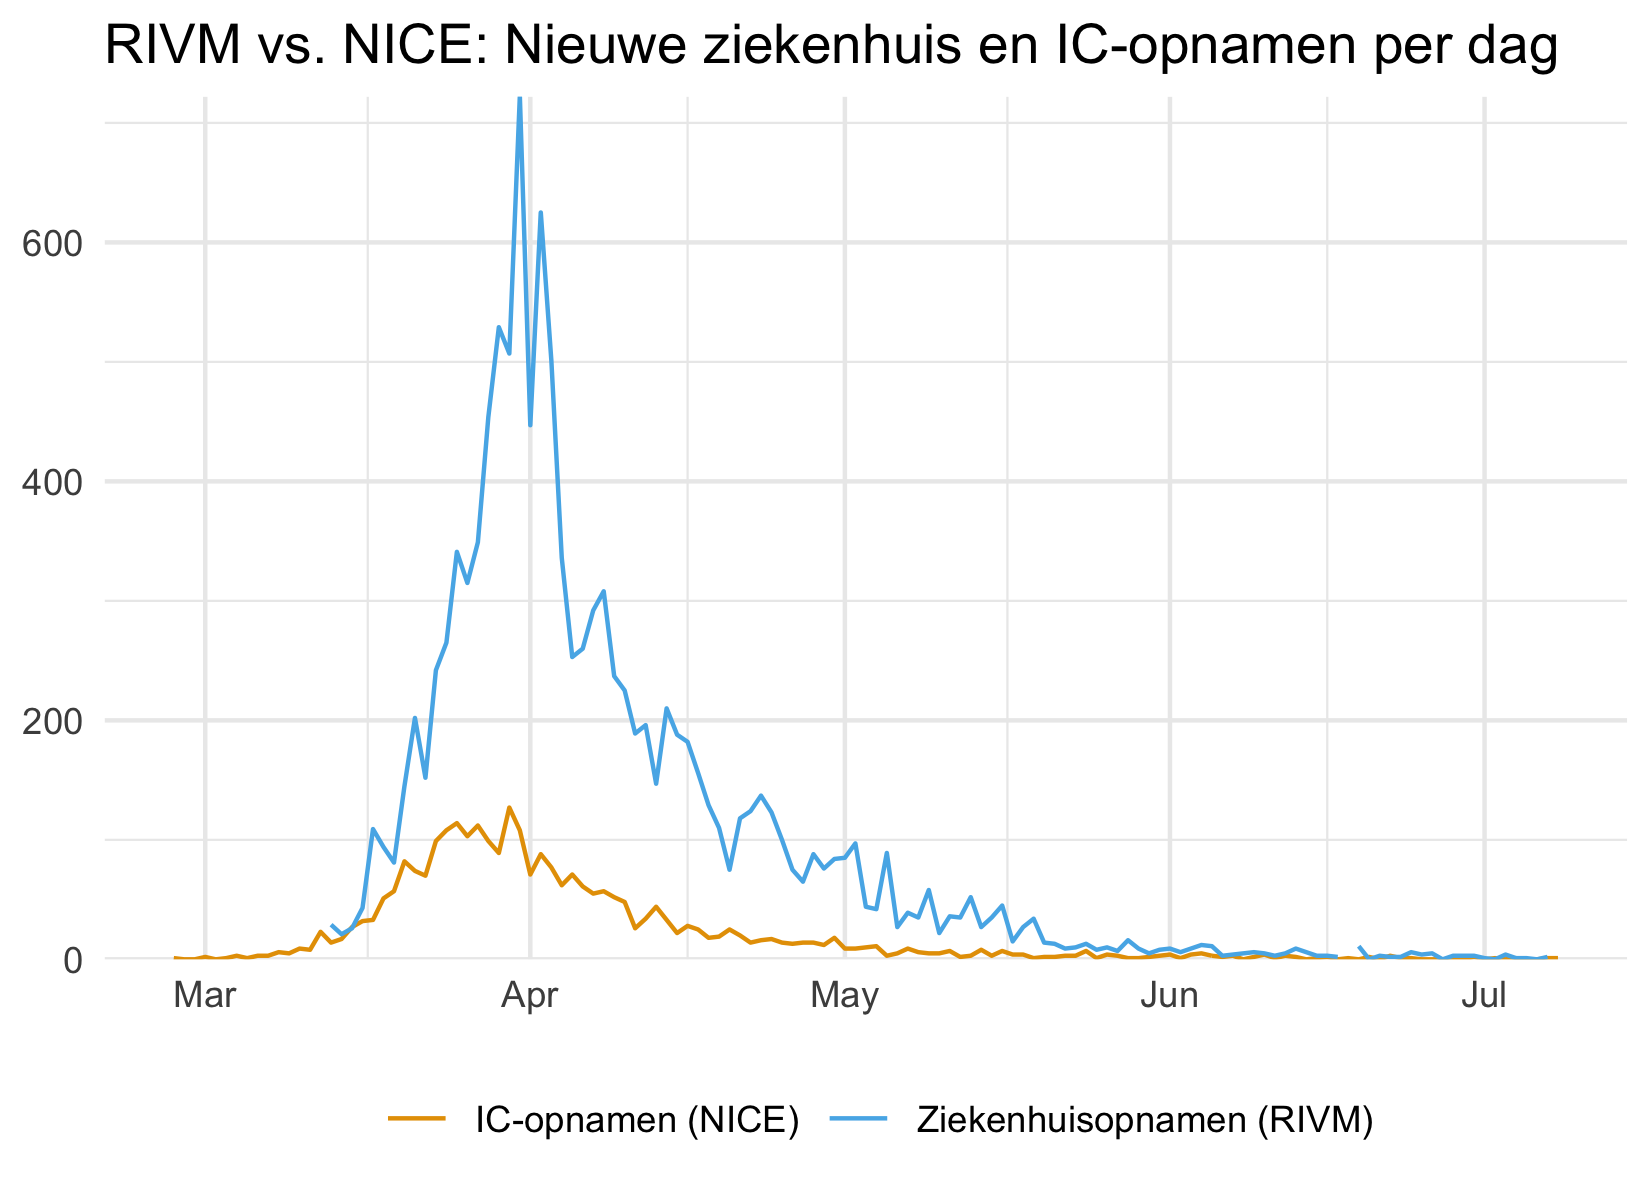 RIVM vs. NICE: Nieuwe ziekenhuis en IC-opnamen per dag
600
400
200
0
Mar Apr May Jun Jul
IC-opnamen (NICE) Ziekenhuisopnamen (RIVM)